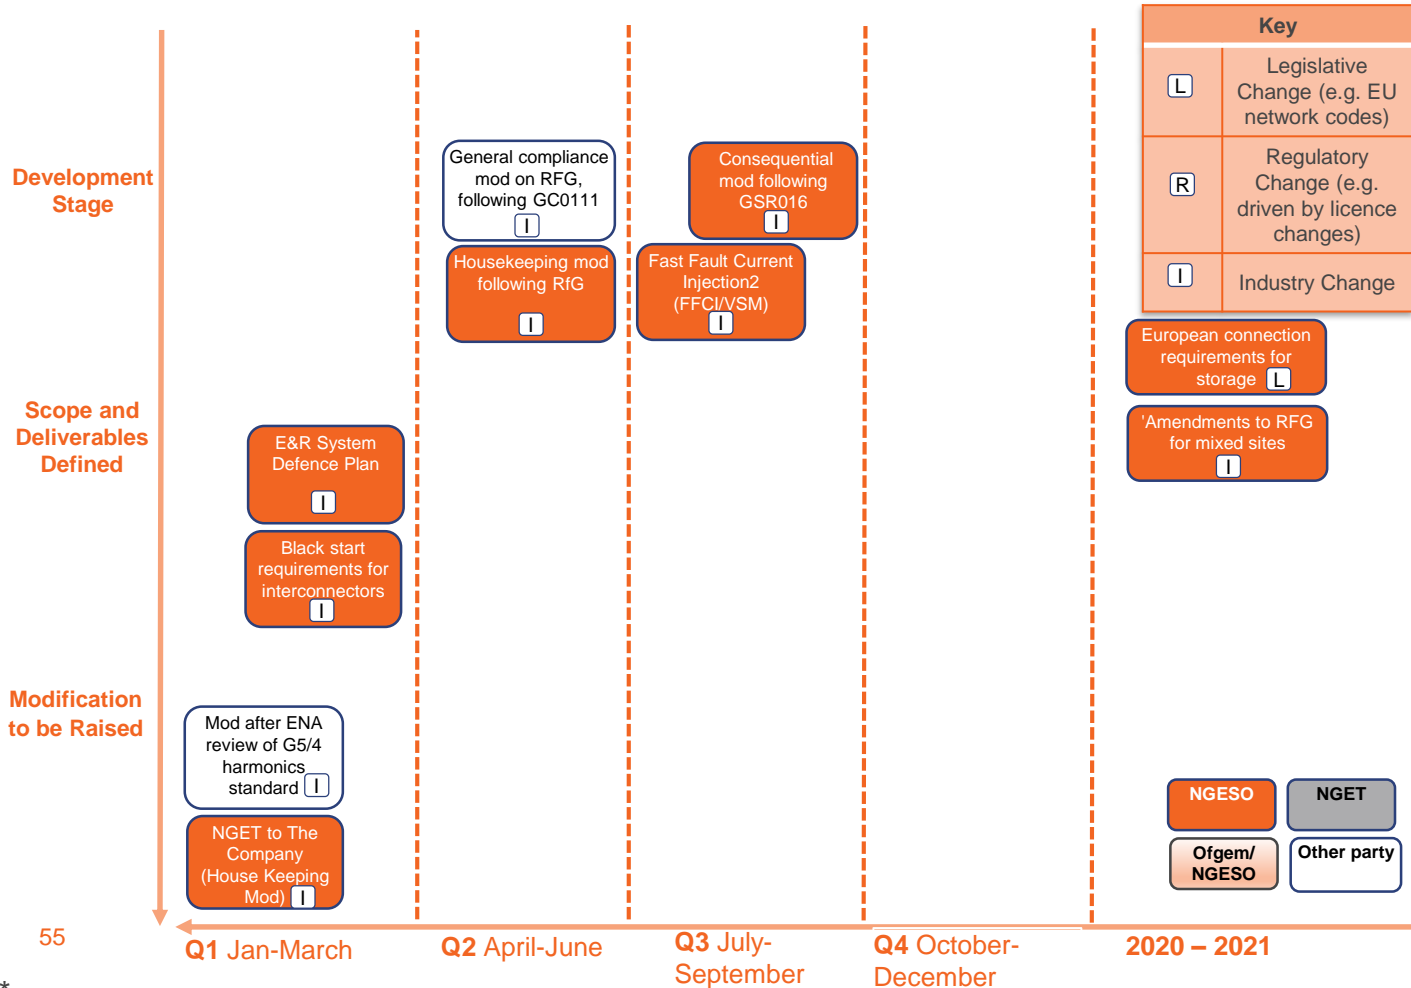 Key
L
Legislative
Change (e.g. EU
network codes)
R
Regulatory
Change (e.g.
driven by licence
changes)
I
Industry Change
Development
Stage
General compliance
mod on RFG,
following GC0111
I
Housekeeping mod
following RfG
I
Consequential
mod following
GSR016
I
Fast Fault Current
Injection2
(FFCI/VSM)
I
European connection
requirements for
storage L
'Amendments to RFG
for mixed sites
I
Scope and
Deliverables
Defined
E&R System
Defence Plan
I
Black start
requirements for
interconnectors
I
Modification
to be Raised
Mod after ENA
review of G5/4
harmonics
standard I
NGET to The
Company
(House Keeping
Mod) I
NGESO
NGET
Ofgem/
NGESO
Other party
55
Q1 Jan-March
Q2 April-June
Q3 July-
September
Q4 October-
December
2020 – 2021
*